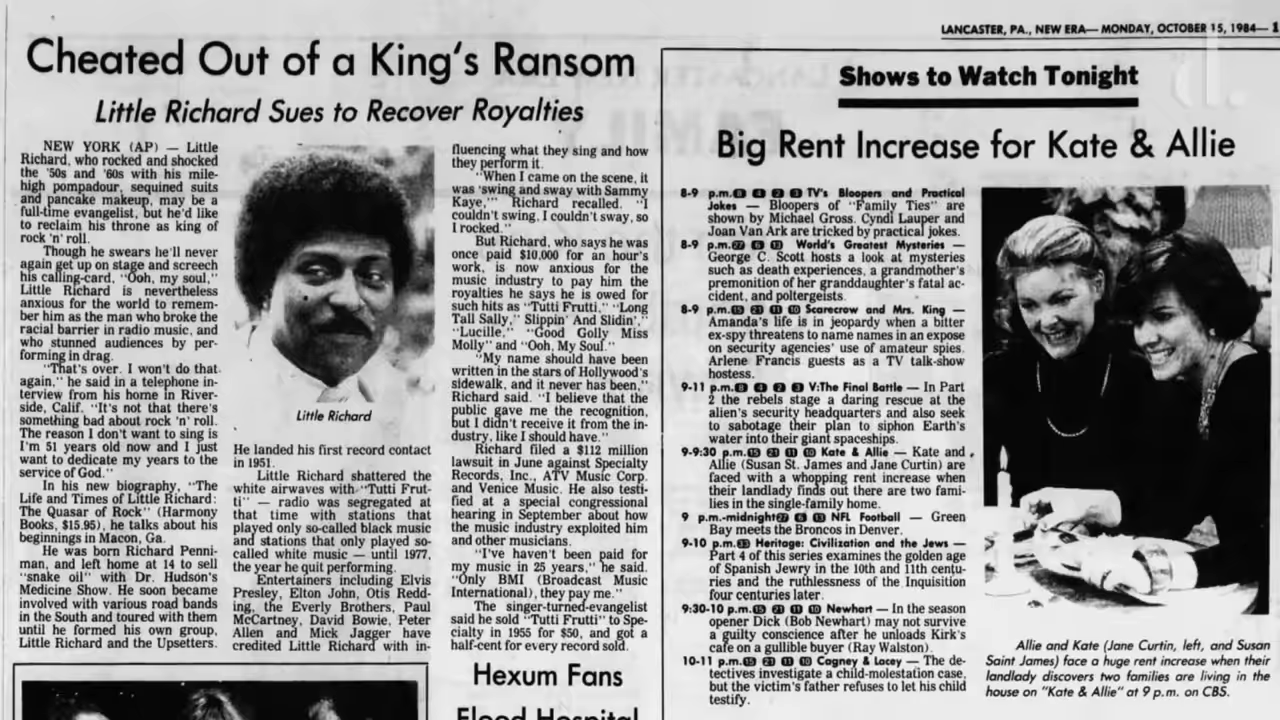 LANCASTER, PA., NEW ERA— MONDAY, OCTOBER 15, 1984— 1
Cheated Out of a King's Ransom
Little Richard Sues to Recover Royalties
NEW YORK (AP) — Little
Richard, who rocked and shocked
the '50s and '60s with his mile-
high pompadour, sequined suits
and pancake makeup, may be a
full-time evangelist, but he'd like
to reclaim his throne as king of
rock 'n' roll.
Though he swears he'll never
again get up on stage and screech
his calling-card, "Ooh, my soul,"
Little Richard is nevertheless
anxious for the world to remem-
ber him as the man who broke the
racial barrier in radio music, and
who stunned audiences by per-
forming in drag.
"That's over. I won't do that
again," he said in a telephone in-
terview from his home in River-
side, Calif. "It's not that there's
something bad about rock 'n' roll.
The reason I don't want to sing is
I'm 51 years old now and I just
want to dedicate my years to the
service of God."
In his new biography, "The
Life and Times of Little Richard:
The Quasar of Rock" (Harmony
Books, $15.95), he talks about his
beginnings in Macon, Ga.
He was born Richard Penni-
man, and left home at 14 to sell
"snake oil" with Dr. Hudson's
Medicine Show. He soon became
involved with various road bands
in the South and toured with them
until he formed his own group,
Little Richard and the Upsetters.
Little Richard
He landed his first record contact
in 1951.
Little Richard shattered the
white airwaves with "Tutti Frut-
ti" — radio was segregated at
that time with stations that
played only so-called black music
and stations that only played so-
called white music — until 1977,
the year he quit performing.
Entertainers including Elvis
Presley, Elton John, Otis Redd-
ing, the Everly Brothers, Paul
McCartney, David Bowie, Peter
Allen and Mick Jagger have
credited Little Richard with in-
fluencing what they sing and how
they perform it.
"When I came on the scene, it
was 'swing and sway with Sammy
Kaye,'" Richard recalled. "I
couldn't swing. I couldn't sway, so
I rocked."
But Richard, who says he was
once paid $10,000 for an hour's
work, is now anxious for the
music industry to pay him the
royalties he says he is owed for
such hits as "Tutti Frutti," "Long
Tall Sally," Slippin' And Slidin',"
"Lucille," "Good Golly Miss
Molly" and "Ooh, My Soul."
"My name should have been
written in the stars of Hollywood's
sidewalk, and it never has been,"
Richard said. "I believe that the
public gave me the recognition,
but I didn't receive it from the in-
dustry, like I should have."
Richard filed a $112 million
lawsuit in June against Specialty
Records, Inc., ATV Music Corp.
and Venice Music. He also testi-
fied at a special congressional
hearing in September about how
the music industry exploited him
and other musicians.
"I've haven't been paid for
my music in 25 years," he said.
"Only BMI (Broadcast Music
International), they pay me."
The singer-turned-evangelist
said he sold "Tutti Frutti" to Spe-
cialty in 1955 for $50, and got a
half-cent for every record sold.
Hexum Fans
Flood Hospital
Shows to Watch Tonight
Big Rent Increase for Kate & Allie
8-9 p.m. 8 4 2 3 TV's Bloopers and Practical
Jokes — Bloopers of "Family Ties" are
shown by Michael Gross. Cyndi Lauper and
Joan Van Ark are tricked by practical jokes.
8-9 p.m. 27 6 13 World's Greatest Mysteries —
George C. Scott hosts a look at mysteries
such as death experiences, a grandmother's
premonition of her granddaughter's fatal ac-
cident, and poltergeists.
8-9 p.m. 15 21 11 10 Scarecrow and Mrs. King —
Amanda's life is in jeopardy when a bitter
ex-spy threatens to name names in an expose
on security agencies' use of amateur spies.
Arlene Francis guests as a TV talk-show
hostess.
9-11 p.m. 8 4 2 3 V:The Final Battle — In Part
2 the rebels stage a daring rescue at the
alien's security headquarters and also seek
to sabotage their plan to siphon Earth's
water into their giant spaceships.
9-9:30 p.m. 15 21 11 10 Kate & Allie — Kate and
Allie (Susan St. James and Jane Curtin) are
faced with a whopping rent increase when
their landlady finds out there are two fami-
lies in the single-family home.
9 p.m.-midnight 27 6 13 NFL Football — Green
Bay meets the Broncos in Denver.
9-10 p.m. 33 Heritage: Civilization and the Jews —
Part 4 of this series examines the golden age
of Spanish Jewry in the 10th and 11th centu-
ries and the ruthlessness of the Inquisition
four centuries later.
9:30-10 p.m. 15 21 11 10 Newhart — In the season
opener Dick (Bob Newhart) may not survive
a guilty conscience after he unloads Kirk's
cafe on a gullible buyer (Ray Walston).
10-11 p.m. 15 21 11 10 Cagney & Lacey — The de-
tectives investigate a child-molestation case,
but the victim's father refuses to let his child
testify.
Allie and Kate (Jane Curtin, left, and Susan
Saint James) face a huge rent increase when their
landlady discovers two families are living in the
house on "Kate & Allie" at 9 p.m. on CBS.